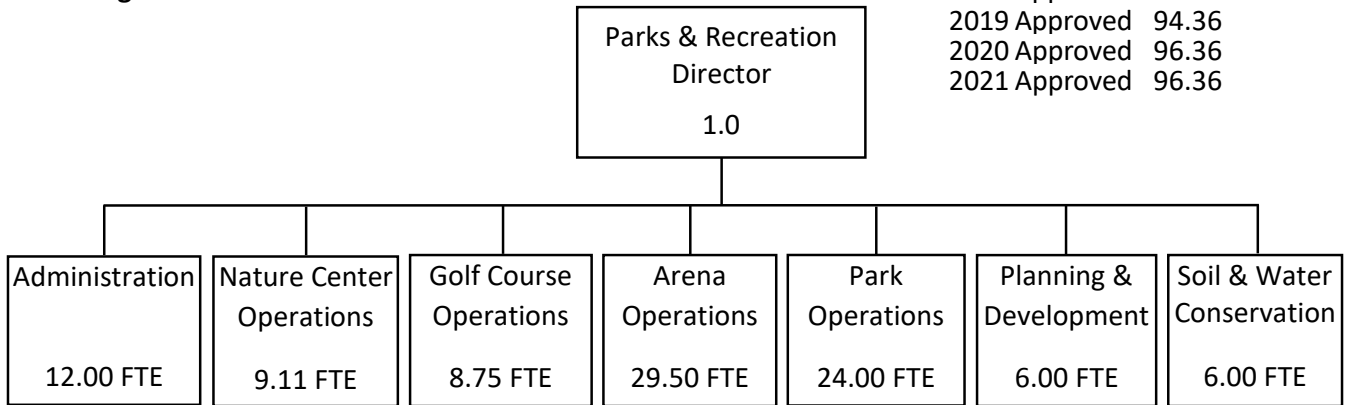 Parks & Recreation
Director
1.0
2019 Approved 94.36
2020 Approved 96.36
2021 Approved 96.36
Administration
12.00 FTE
Nature Center
Operations
9.11 FTE
Golf Course
Operations
8.75 FTE
Arena
Operations
29.50 FTE
Park
Operations
24.00 FTE
Planning &
Development
6.00 FTE
Soil & Water
Conservation
6.00 FTE